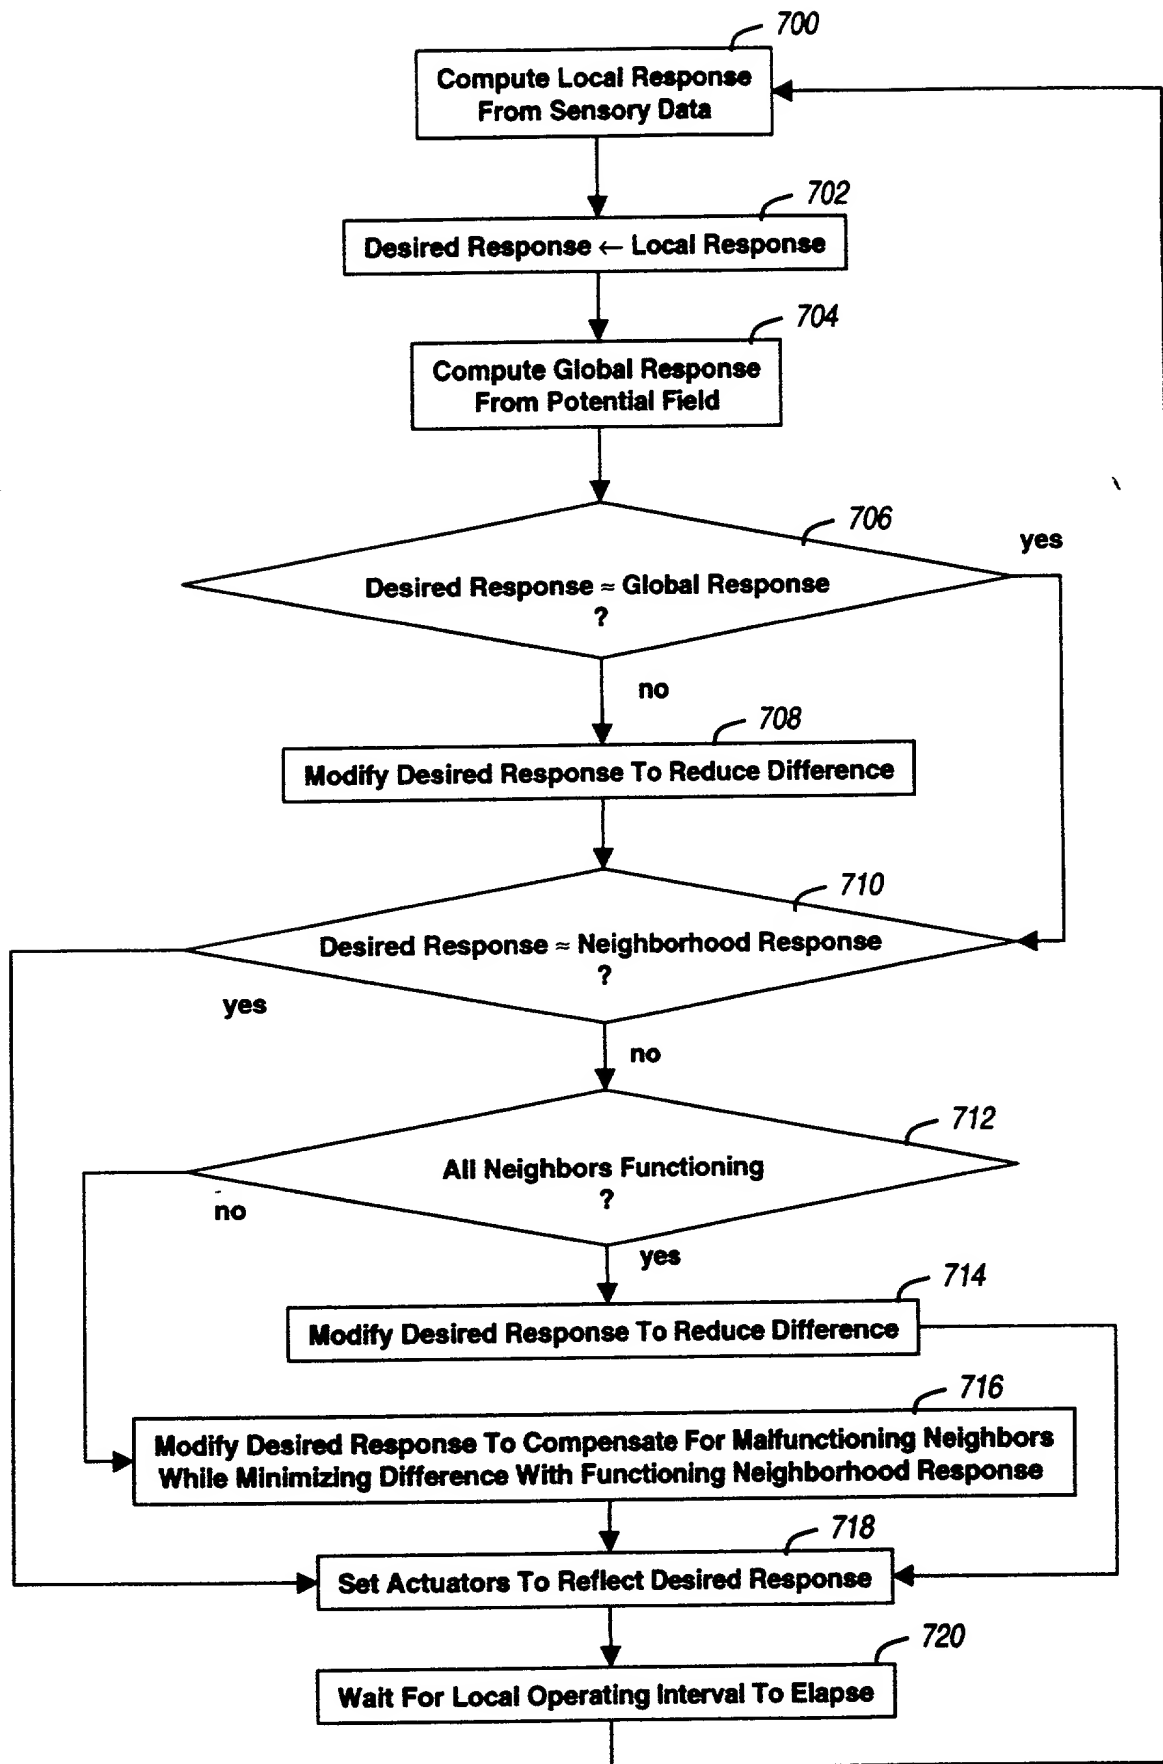 700
Compute Local Response
From Sensory Data
702
Desired Response ← Local Response
704
Compute Global Response
From Potential Field
706
yes
Desired Response ≈ Global Response
?
no
708
Modify Desired Response To Reduce Difference
710
Desired Response ≈ Neighborhood Response
?
yes
no
712
All Neighbors Functioning
?
no
yes
714
Modify Desired Response To Reduce Difference
716
Modify Desired Response To Compensate For Malfunctioning Neighbors
While Minimizing Difference With Functioning Neighborhood Response
718
Set Actuators To Reflect Desired Response
720
Wait For Local Operating Interval To Elapse